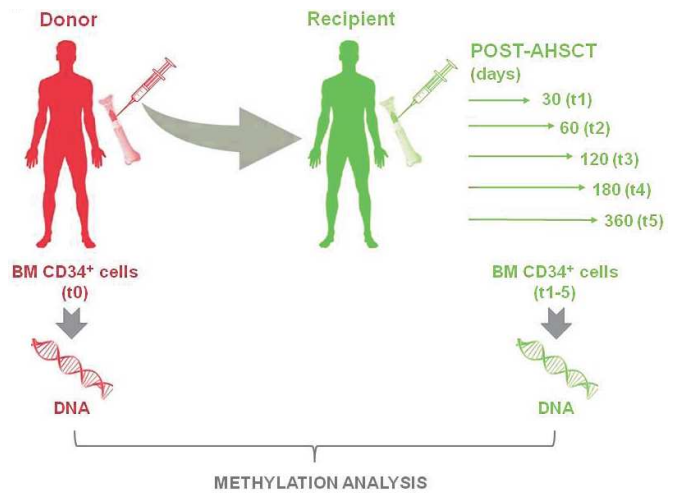 Donor
Recipient
POST-AHSCT
(days)
30 (t1)
60 (t2)
120 (t3)
180 (t4)
360 (t5)
BM CD34⁺ cells
(t0)
BM CD34⁺ cells
(t1-5)
DNA
DNA
METHYLATION ANALYSIS